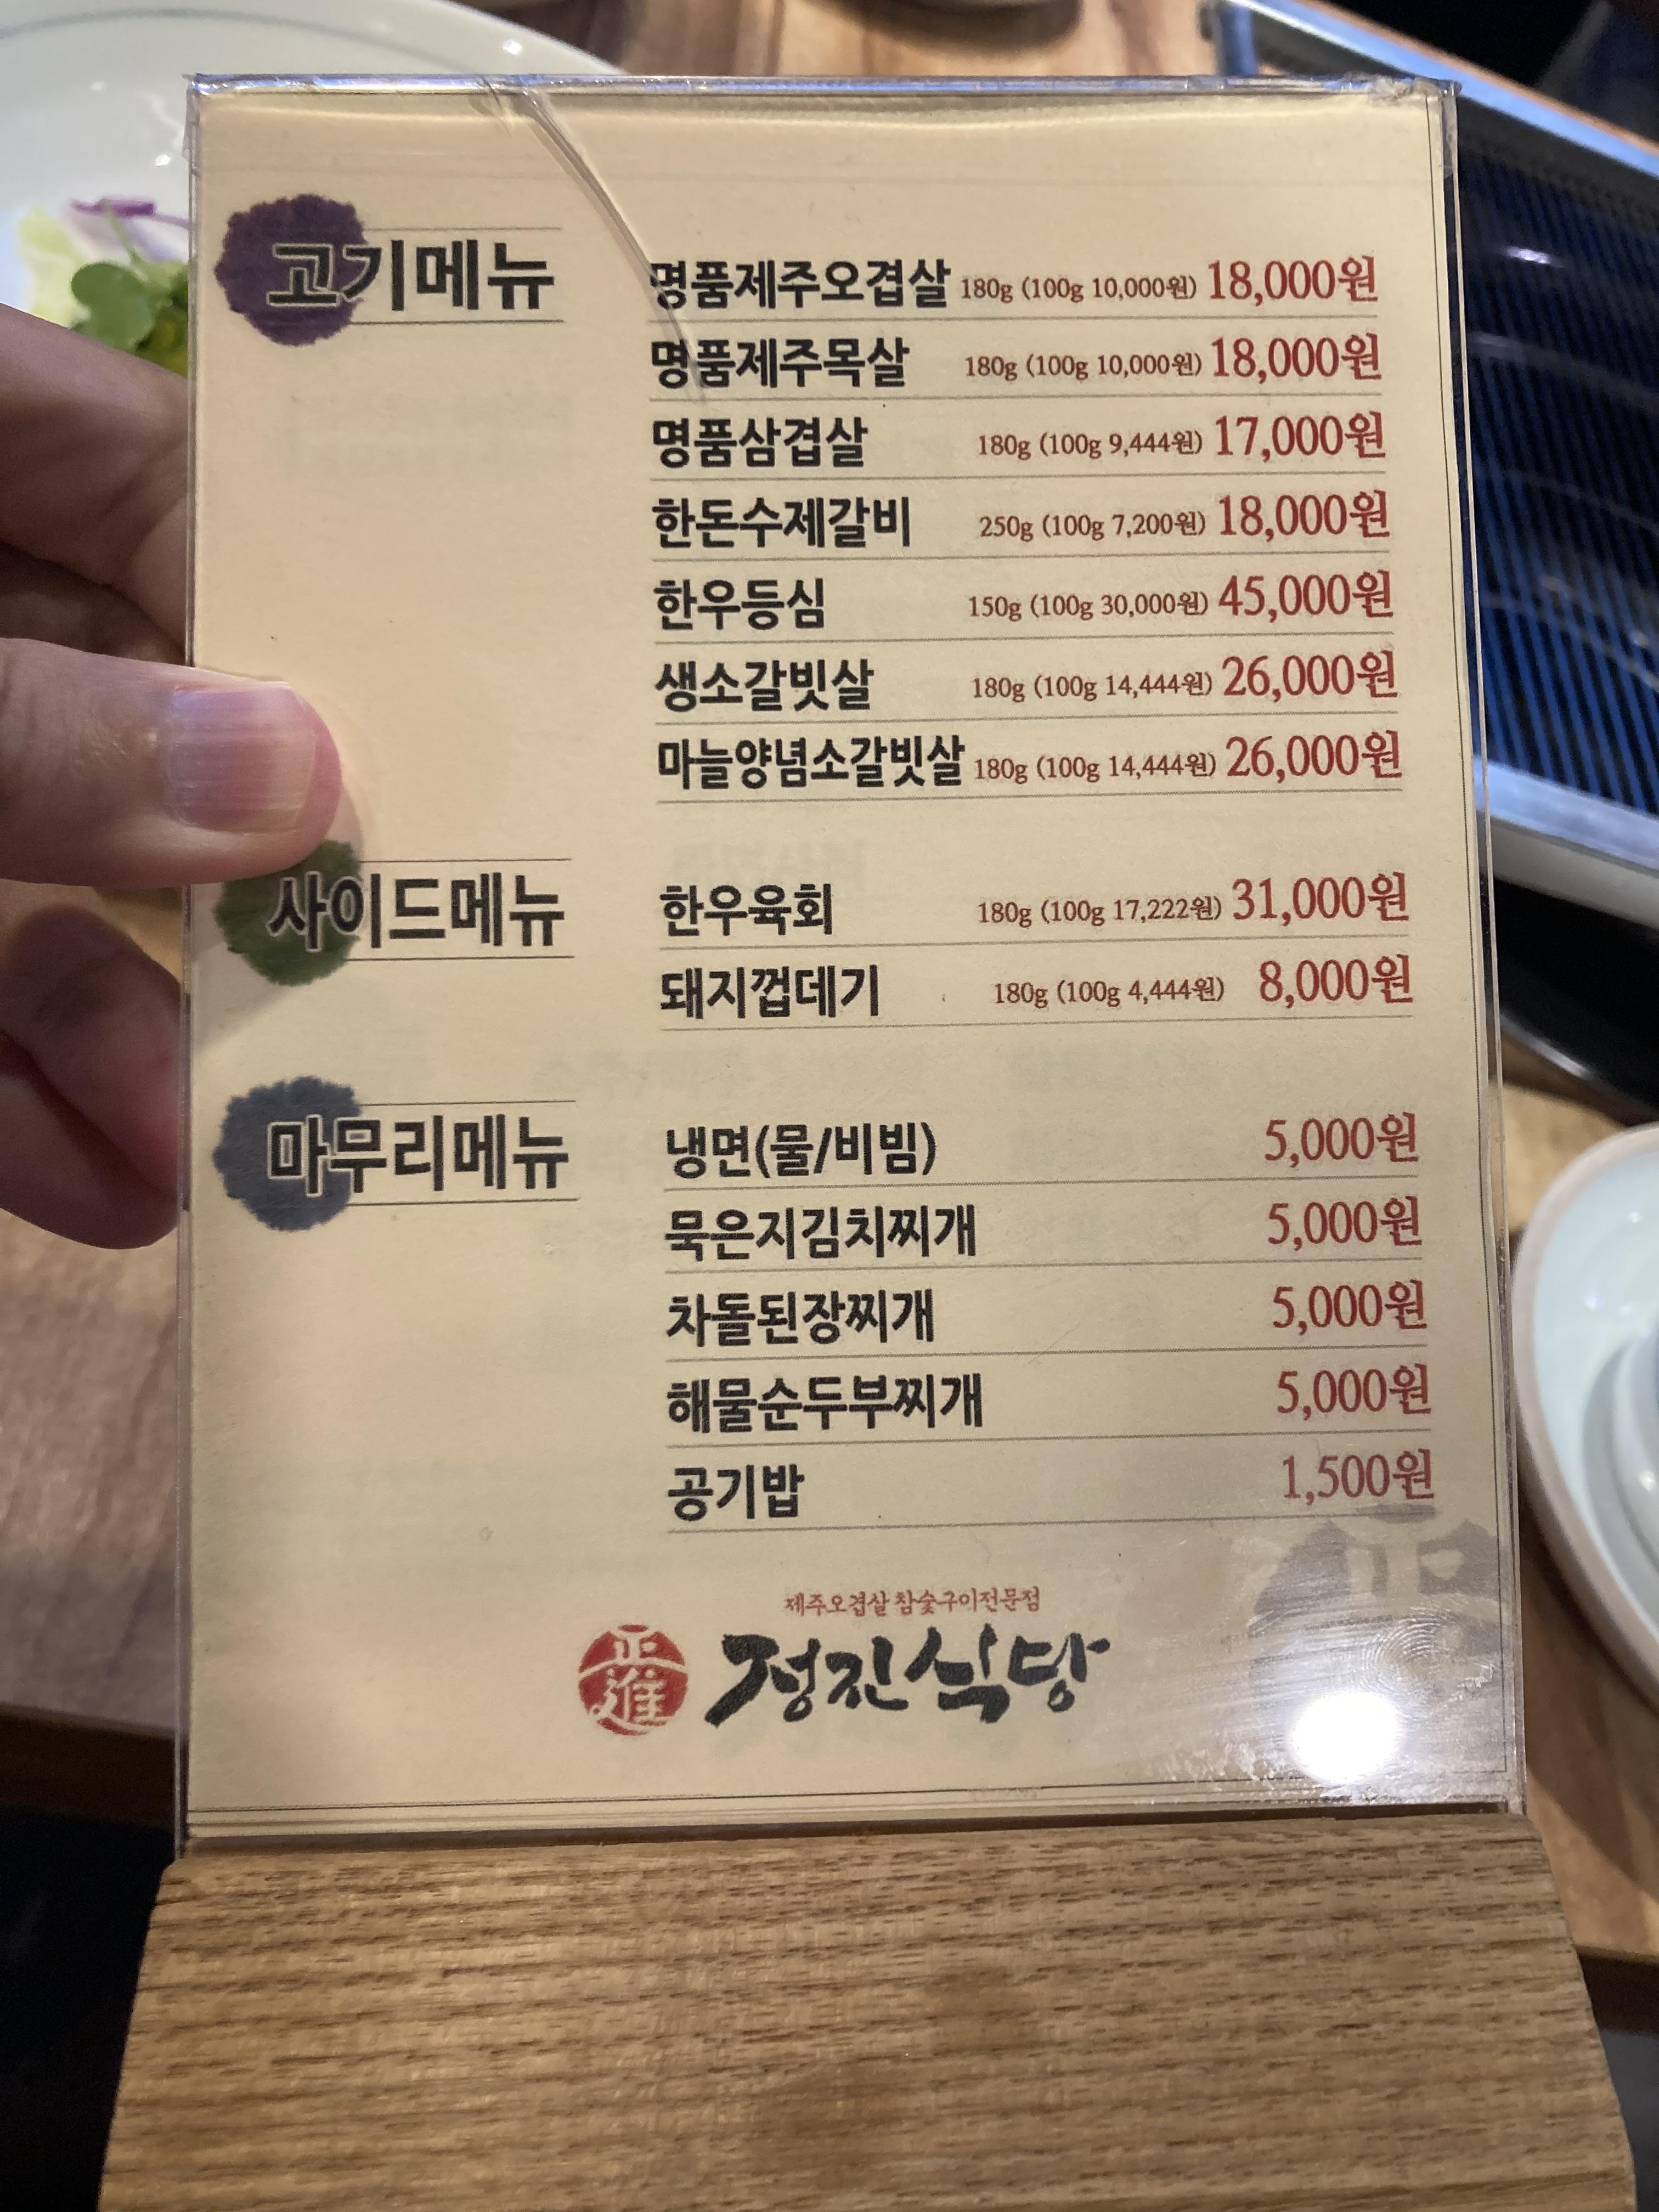 고기메뉴
명품제주오겹살 180g (100g 10,000원) 18,000원
명품제주목살 180g (100g 10,000원) 18,000원
명품삼겹살 180g (100g 9,444원) 17,000원
한돈수제갈비 250g (100g 7,200원) 18,000원
한우등심 150g (100g 30,000원) 45,000원
생소갈빗살 180g (100g 14,444원) 26,000원
마늘양념소갈빗살 180g (100g 14,444원) 26,000원
사이드메뉴
한우육회 180g (100g 17,222원) 31,000원
돼지껍데기 180g (100g 4,444원) 8,000원
마무리메뉴
냉면(물/비빔) 5,000원
묵은지김치찌개 5,000원
차돌된장찌개 5,000원
해물순두부찌개 5,000원
공기밥 1,500원
제주오겹살 참숯구이전문점
正進 정진식당